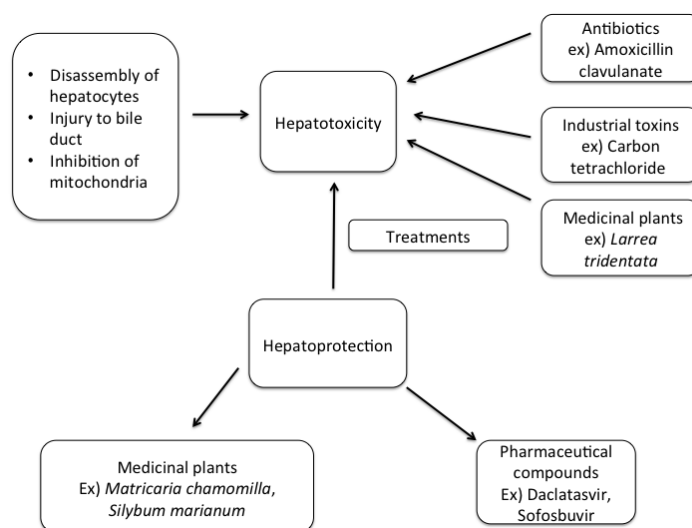 • Disassembly of
hepatocytes
• Injury to bile
duct
• Inhibition of
mitochondria
Hepatotoxicity
Antibiotics
ex) Amoxicillin
clavulanate
Industrial toxins
ex) Carbon
tetrachloride
Medicinal plants
ex) Larrea
tridentata
Treatments
Hepatoprotection
Medicinal plants
Ex) Matricaria chamomilla,
Silybum marianum
Pharmaceutical
compounds
Ex) Daclatasvir,
Sofosbuvir